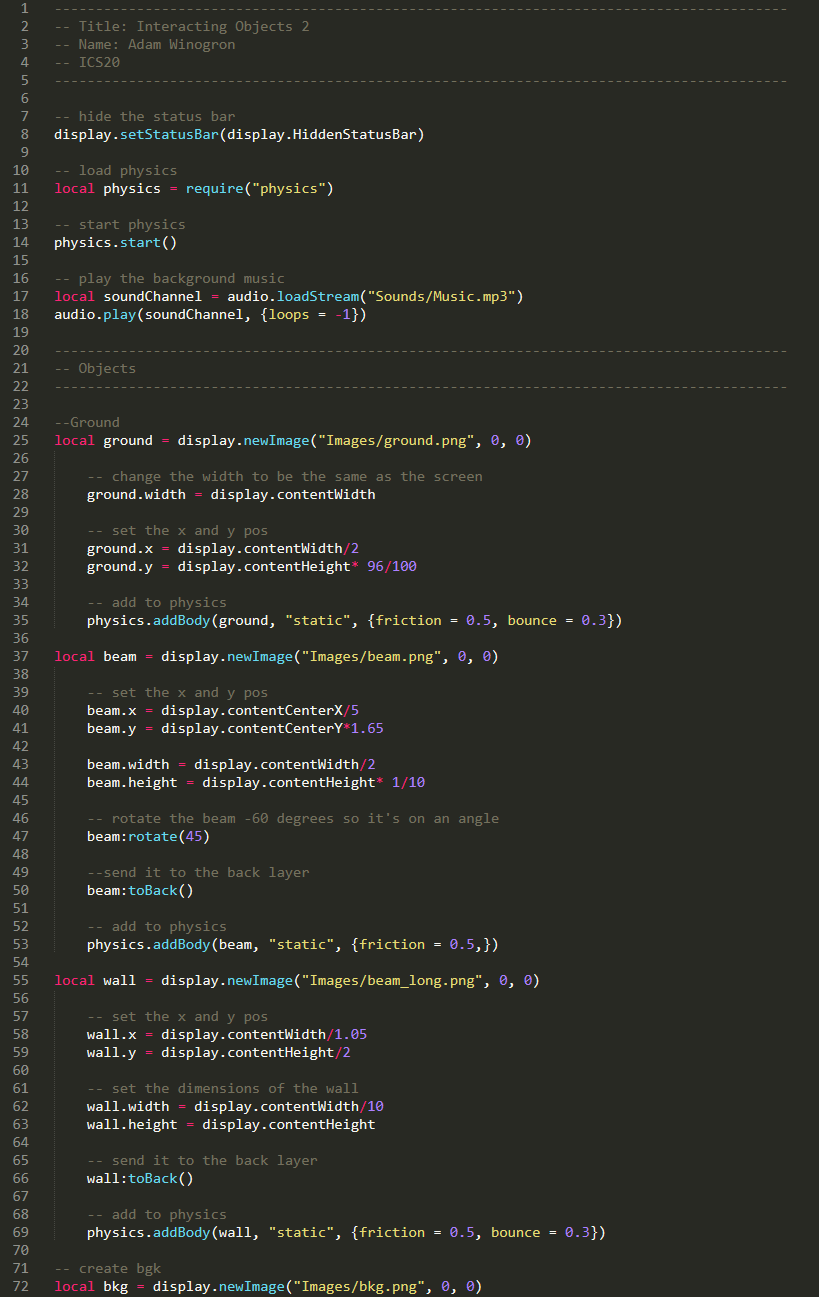 1 --------------------------------------------------------------------------------
2 -- Title: Interacting Objects 2
3 -- Name: Adam Winogron
4 -- ICS20
5 --------------------------------------------------------------------------------
6
7 -- hide the status bar
8 display.setStatusBar(display.HiddenStatusBar)
9
10 -- load physics
11 local physics = require("physics")
12
13 -- start physics
14 physics.start()
15
16 -- play the background music
17 local soundChannel = audio.loadStream("Sounds/Music.mp3")
18 audio.play(soundChannel, {loops = -1})
19
20 --------------------------------------------------------------------------------
21 -- Objects
22 --------------------------------------------------------------------------------
23
24 --Ground
25 local ground = display.newImage("Images/ground.png", 0, 0)
26
27 -- change the width to be the same as the screen
28 ground.width = display.contentWidth
29
30 -- set the x and y pos
31 ground.x = display.contentWidth/2
32 ground.y = display.contentHeight* 96/100
33
34 -- add to physics
35 physics.addBody(ground, "static", {friction = 0.5, bounce = 0.3})
36
37 local beam = display.newImage("Images/beam.png", 0, 0)
38
39 -- set the x and y pos
40 beam.x = display.contentCenterX/5
41 beam.y = display.contentCenterY*1.65
42
43 beam.width = display.contentWidth/2
44 beam.height = display.contentHeight* 1/10
45
46 -- rotate the beam -60 degrees so it's on an angle
47 beam:rotate(45)
48
49 --send it to the back layer
50 beam:toBack()
51
52 -- add to physics
53 physics.addBody(beam, "static", {friction = 0.5,})
54
55 local wall = display.newImage("Images/beam_long.png", 0, 0)
56
57 -- set the x and y pos
58 wall.x = display.contentWidth/1.05
59 wall.y = display.contentHeight/2
60
61 -- set the dimensions of the wall
62 wall.width = display.contentWidth/10
63 wall.height = display.contentHeight
64
65 -- send it to the back layer
66 wall:toBack()
67
68 -- add to physics
69 physics.addBody(wall, "static", {friction = 0.5, bounce = 0.3})
70
71 -- create bgk
72 local bkg = display.newImage("Images/bkg.png", 0, 0)